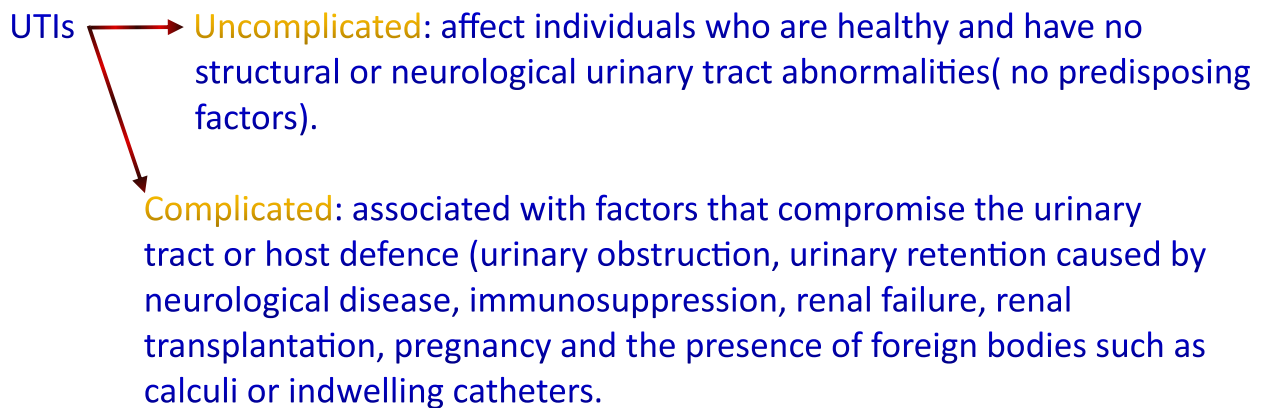 UTIs Uncomplicated: affect individuals who are healthy and have no
structural or neurological urinary tract abnormalities( no predisposing
factors).
Complicated: associated with factors that compromise the urinary
tract or host defence (urinary obstruction, urinary retention caused by
neurological disease, immunosuppression, renal failure, renal
transplantation, pregnancy and the presence of foreign bodies such as
calculi or indwelling catheters.